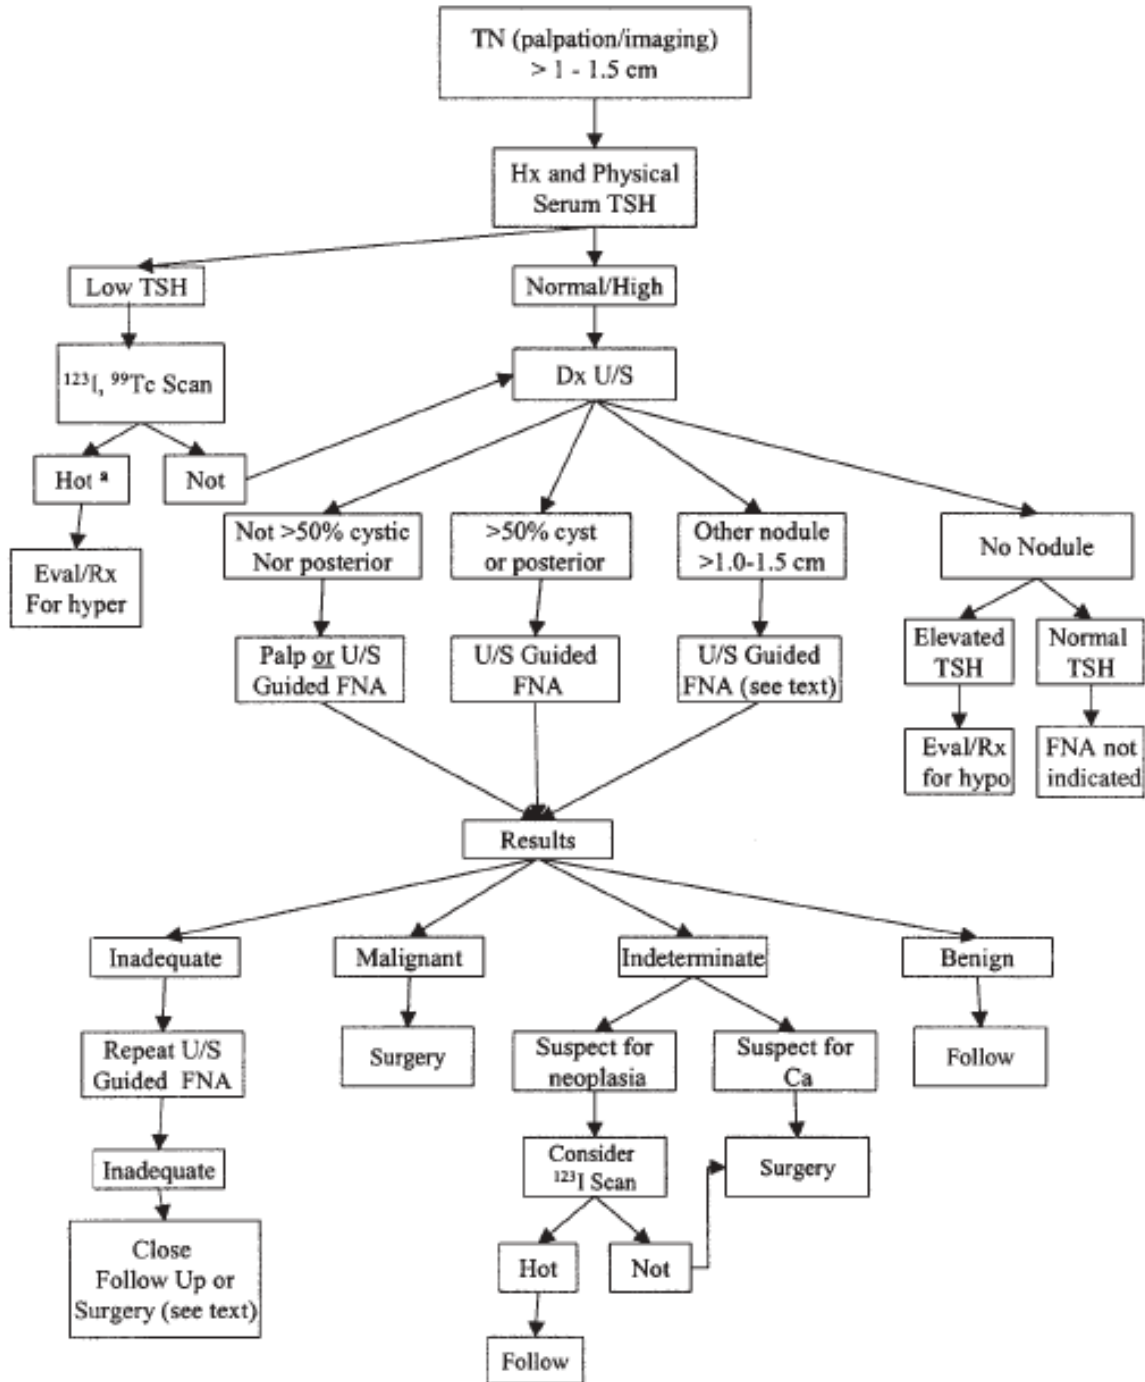 TN (palpation/imaging)
> 1 - 1.5 cm
Hx and Physical
Serum TSH
Low TSH
Normal/High
¹²³I, ⁹⁹Tc Scan
Dx U/S
Hot ª
Not
Not >50% cystic
Nor posterior
>50% cyst
or posterior
Other nodule
>1.0-1.5 cm
No Nodule
Eval/Rx
For hyper
Palp or U/S
Guided FNA
U/S Guided
FNA
U/S Guided
FNA (see text)
Elevated
TSH
Normal
TSH
Eval/Rx
for hypo
FNA not
indicated
Results
Inadequate
Malignant
Indeterminate
Benign
Repeat U/S
Guided FNA
Surgery
Suspect for
neoplasia
Suspect for
Ca
Follow
Inadequate
Consider
¹²³I Scan
Surgery
Close
Follow Up or
Surgery (see text)
Hot
Not
Follow